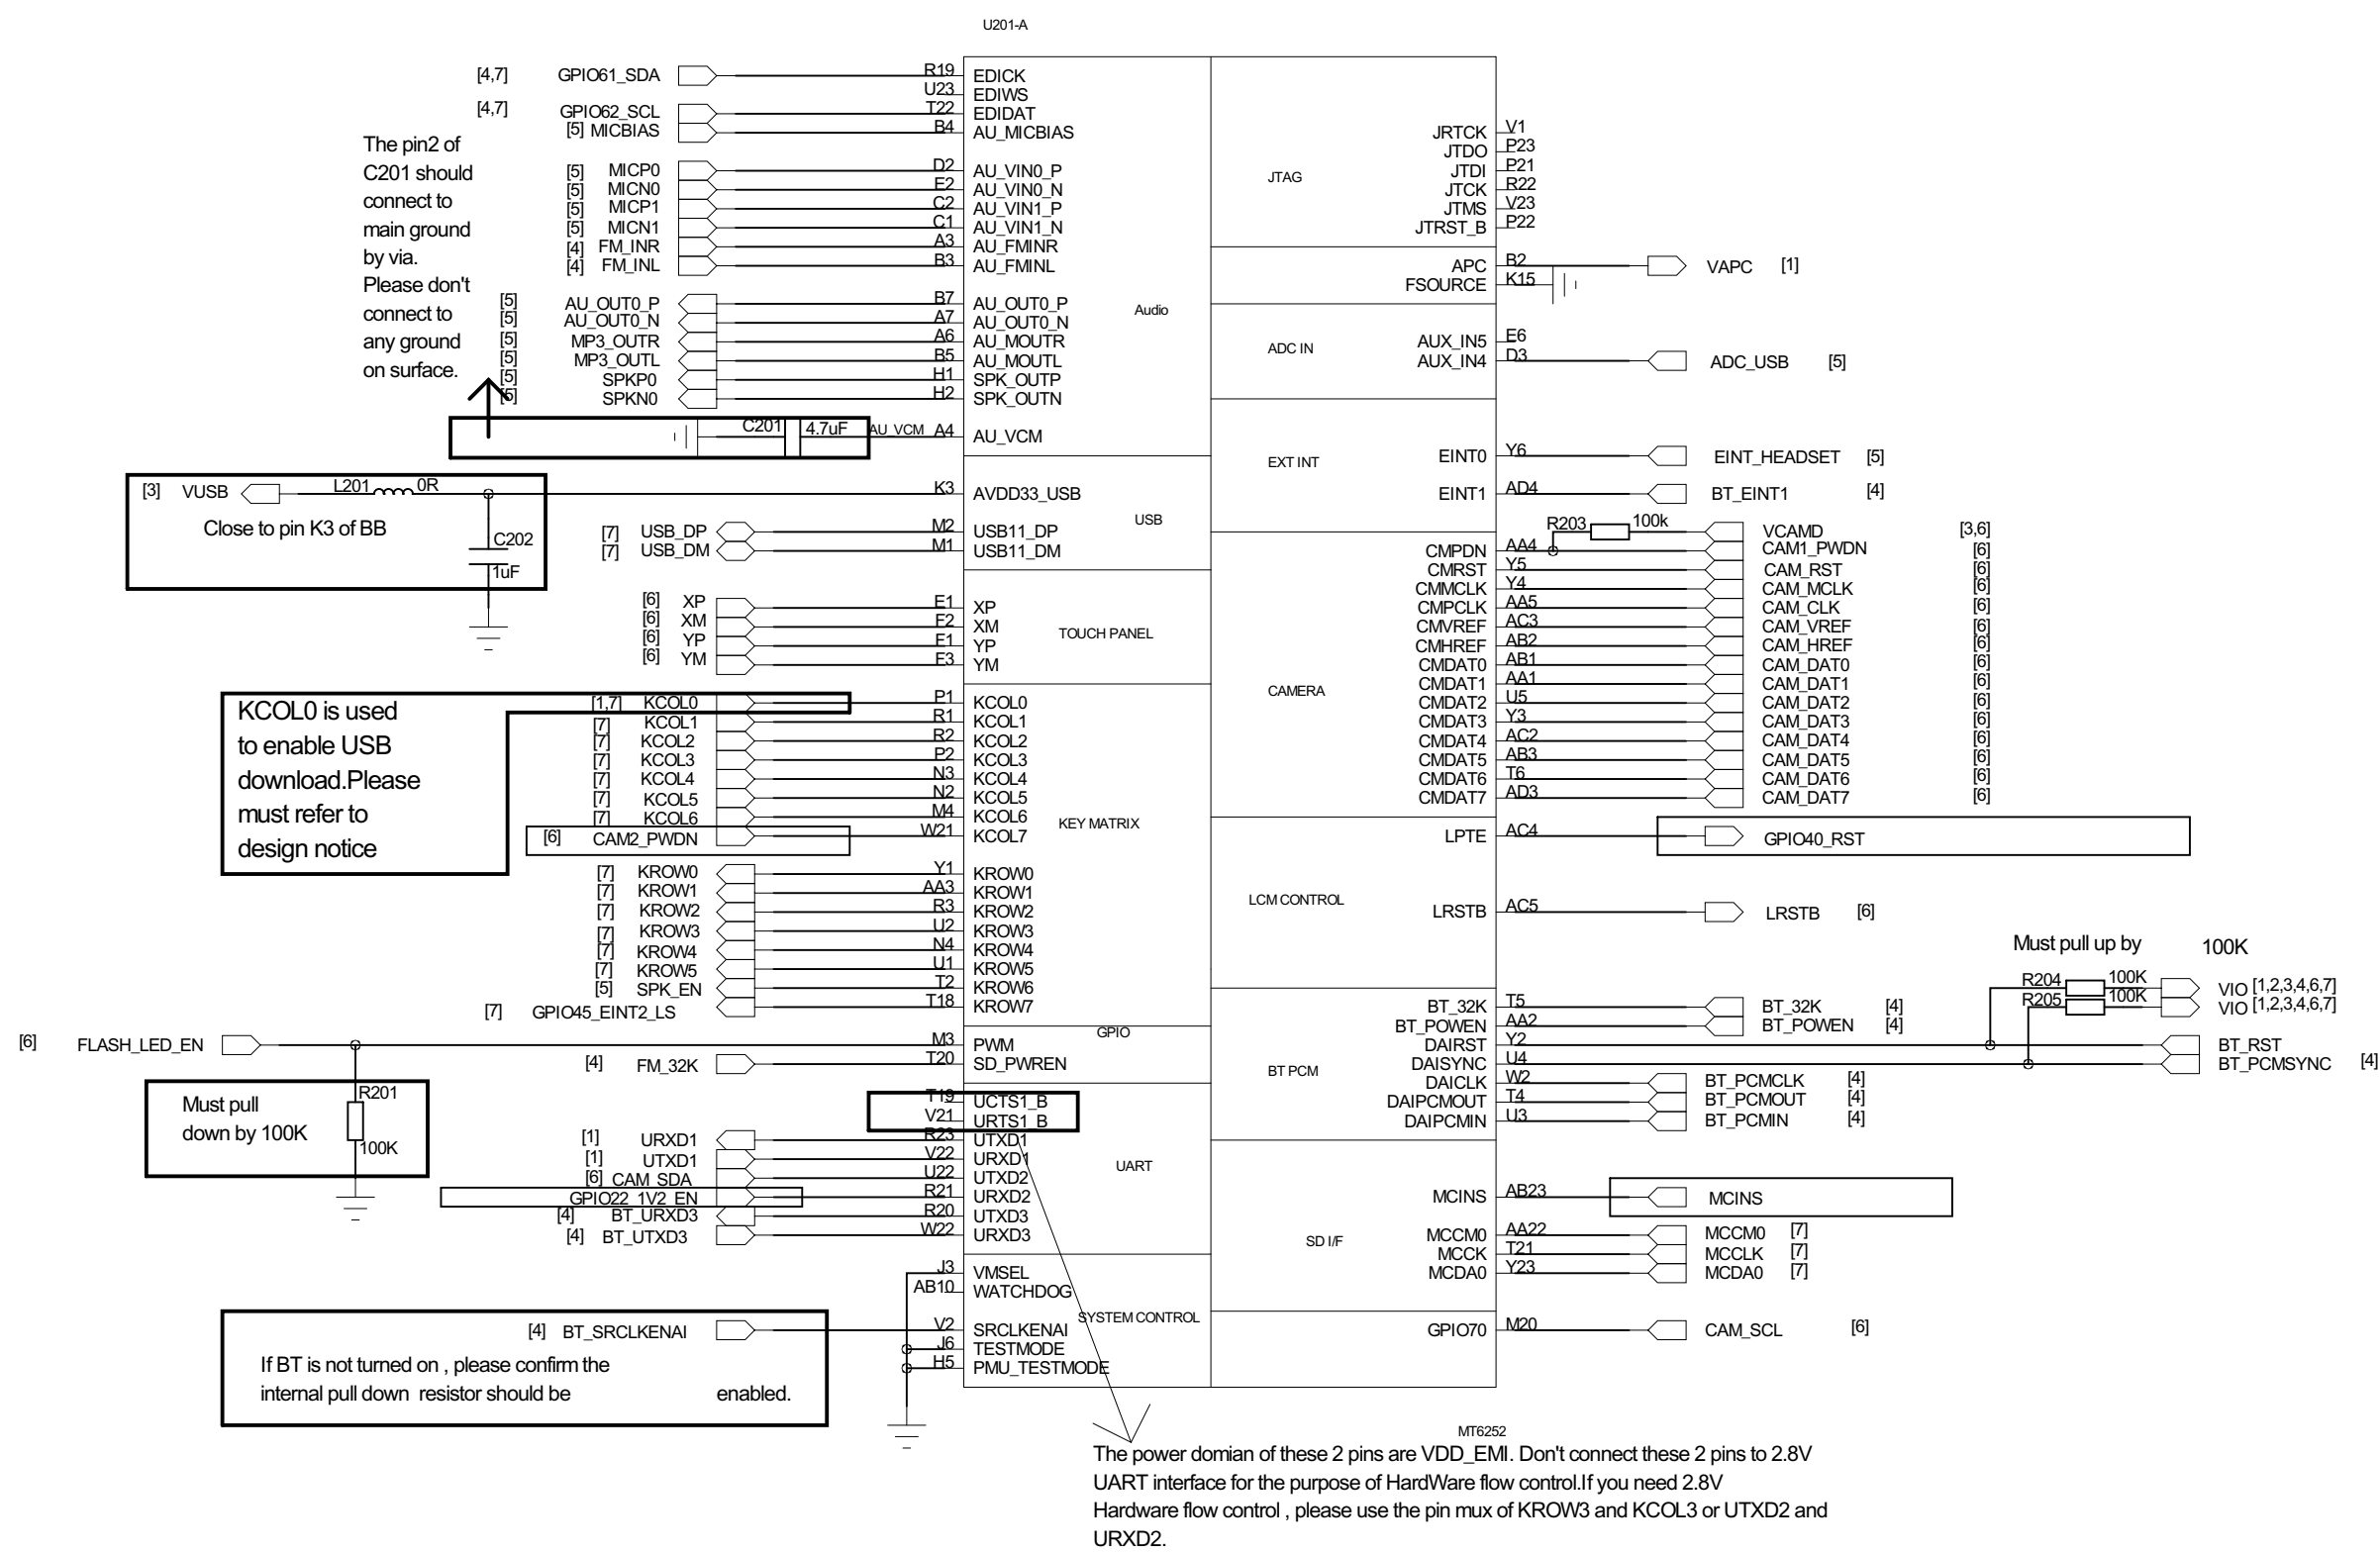 U201-A
[4,7] GPIO61_SDA R19 EDICK
U23 EDIWS
[4,7] GPIO62_SCL T22 EDIDAT
[5] MICBIAS B4 AU_MICBIAS
The pin2 of
C201 should
connect to
main ground
by via.
Please don't
connect to
any ground
on surface.
[5] MICP0 D2 AU_VIN0_P
[5] MICN0 E2 AU_VIN0_N
[5] MICP1 C2 AU_VIN1_P
[5] MICN1 C1 AU_VIN1_N
[4] FM_INR A3 AU_FMINR
[4] FM_INL B3 AU_FMINL
[5] AU_OUT0_P B7 AU_OUT0_P
[5] AU_OUT0_N A7 AU_OUT0_N
[5] MP3_OUTR A6 AU_MOUTR
[5] MP3_OUTL B5 AU_MOUTL
[5] SPKP0 H1 SPK_OUTP
[5] SPKN0 H2 SPK_OUTN
Audio
C201 4.7uF AU_VCM A4 AU_VCM
[3] VUSB L201 0R K3 AVDD33_USB
Close to pin K3 of BB
C202
1uF
USB
[7] USB_DP M2 USB11_DP
[7] USB_DM M1 USB11_DM
[6] XP E1 XP
[6] XM F2 XM
[6] YP F1 YP
[6] YM F3 YM
TOUCH PANEL
KCOL0 is used
to enable USB
download.Please
must refer to
design notice
[1,7] KCOL0 P1 KCOL0
[7] KCOL1 R1 KCOL1
[7] KCOL2 R2 KCOL2
[7] KCOL3 P2 KCOL3
[7] KCOL4 N3 KCOL4
[7] KCOL5 N2 KCOL5
[7] KCOL6 M4 KCOL6
[6] CAM2_PWDN W21 KCOL7
KEY MATRIX
[7] KROW0 Y1 KROW0
[7] KROW1 AA3 KROW1
[7] KROW2 R3 KROW2
[7] KROW3 U2 KROW3
[7] KROW4 N4 KROW4
[7] KROW5 U1 KROW5
[5] SPK_EN T2 KROW6
[7] GPIO45_EINT2_LS T18 KROW7
GPIO
[6] FLASH_LED_EN M3 PWM
[4] FM_32K T20 SD_PWREN
Must pull
down by 100K
R201
100K
T19 UCTS1_B
V21 URTS1_B
[1] URXD1 R23 UTXD1
[1] UTXD1 V22 URXD1
[6] CAM_SDA U22 UTXD2
GPIO22_1V2_EN R21 URXD2
[4] BT_URXD3 R20 UTXD3
[4] BT_UTXD3 W22 URXD3
UART
J3 VMSEL
AB10 WATCHDOG
SYSTEM CONTROL
[4] BT_SRCLKENAI V2 SRCLKENAI
J6 TESTMODE
H5 PMU_TESTMODE
If BT is not turned on , please confirm the
internal pull down resistor should be enabled.
JTAG
JRTCK V1
JTDO P23
JTDI P21
JTCK R22
JTMS V23
JTRST_B P22
APC B2 VAPC [1]
FSOURCE K15
ADC IN
AUX_IN5 E6
AUX_IN4 D3 ADC_USB [5]
EXT INT
EINT0 Y6 EINT_HEADSET [5]
EINT1 AD4 BT_EINT1 [4]
R203 100k VCAMD [3,6]
CMPDN AA4 CAM1_PWDN [6]
CMRST Y5 CAM_RST [6]
CMMCLK Y4 CAM_MCLK [6]
CMPCLK AA5 CAM_CLK [6]
CMVREF AC3 CAM_VREF [6]
CMHREF AB2 CAM_HREF [6]
CMDAT0 AB1 CAM_DAT0 [6]
CMDAT1 AA1 CAM_DAT1 [6]
CMDAT2 U5 CAM_DAT2 [6]
CMDAT3 Y3 CAM_DAT3 [6]
CMDAT4 AC2 CAM_DAT4 [6]
CMDAT5 AB3 CAM_DAT5 [6]
CMDAT6 T6 CAM_DAT6 [6]
CMDAT7 AD3 CAM_DAT7 [6]
CAMERA
LPTE AC4 GPIO40_RST
LCM CONTROL
LRSTB AC5 LRSTB [6]
Must pull up by 100K
R204 100K VIO [1,2,3,4,6,7]
R205 100K VIO [1,2,3,4,6,7]
BT_32K T5 BT_32K [4]
BT_POWEN AA2 BT_POWEN [4]
DAIRST Y2 BT_RST
DAISYNC U4 BT_PCMSYNC [4]
BT PCM
DAICLK W2 BT_PCMCLK [4]
DAIPCMOUT T4 BT_PCMOUT [4]
DAIPCMIN U3 BT_PCMIN [4]
MCINS AB23 MCINS
SD I/F
MCCM0 AA22 MCCM0 [7]
MCCK T21 MCCLK [7]
MCDA0 Y23 MCDA0 [7]
GPIO70 M20 CAM_SCL [6]
MT6252
The power domian of these 2 pins are VDD_EMI. Don't connect these 2 pins to 2.8V
UART interface for the purpose of HardWare flow control.If you need 2.8V
Hardware flow control , please use the pin mux of KROW3 and KCOL3 or UTXD2 and
URXD2.